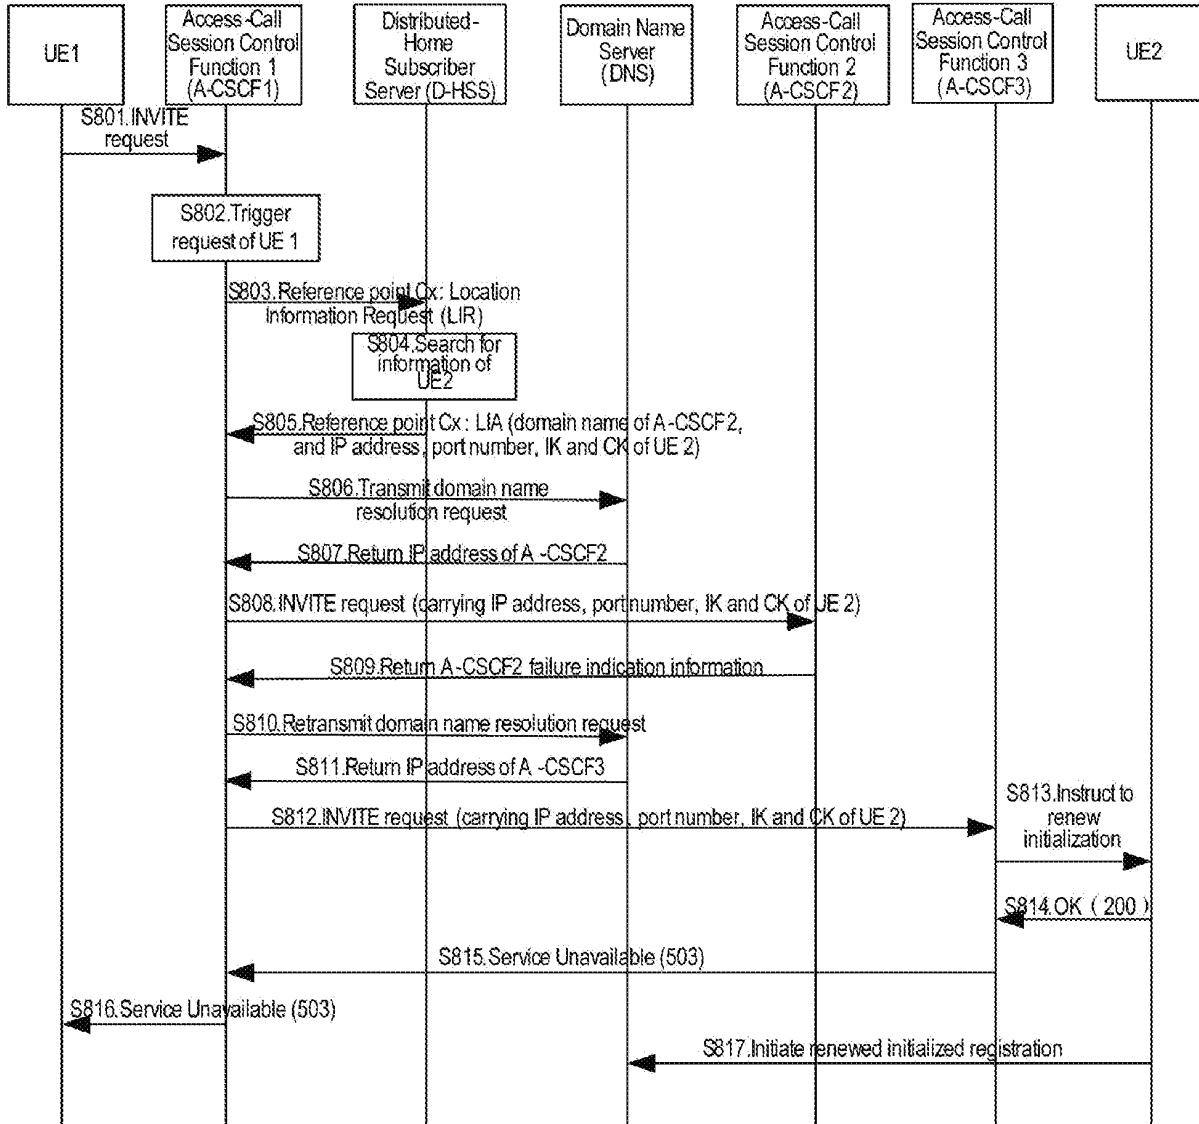 UE1
Access-Call
Session Control
Function 1
(A-CSCF1)
Distributed-
Home
Subscriber
Server (D-HSS)
Domain Name
Server
(DNS)
Access-Call
Session Control
Function 2
(A-CSCF2)
Access-Call
Session Control
Function 3
(A-CSCF3)
UE2
S801.INVITE
request
S802.Trigger
request of UE 1
S803.Reference point Cx: Location
Information Request (LIR)
S804.Search for
information of
UE2
S805.Reference point Cx: LIA (domain name of A-CSCF2,
and IP address, port number, IK and CK of UE 2)
S806.Transmit domain name
resolution request
S807.Return IP address of A -CSCF2
S808.INVITE request (carrying IP address, port number, IK and CK of UE 2)
S809.Return A-CSCF2 failure indication information
S810.Retransmit domain name resolution request
S811.Return IP address of A -CSCF3
S812.INVITE request (carrying IP address, port number, IK and CK of UE 2)
S813.Instruct to
renew
initialization
S814.OK ( 200 )
S815.Service Unavailable (503)
S816.Service Unavailable (503)
S817.Initiate renewed initialized registration